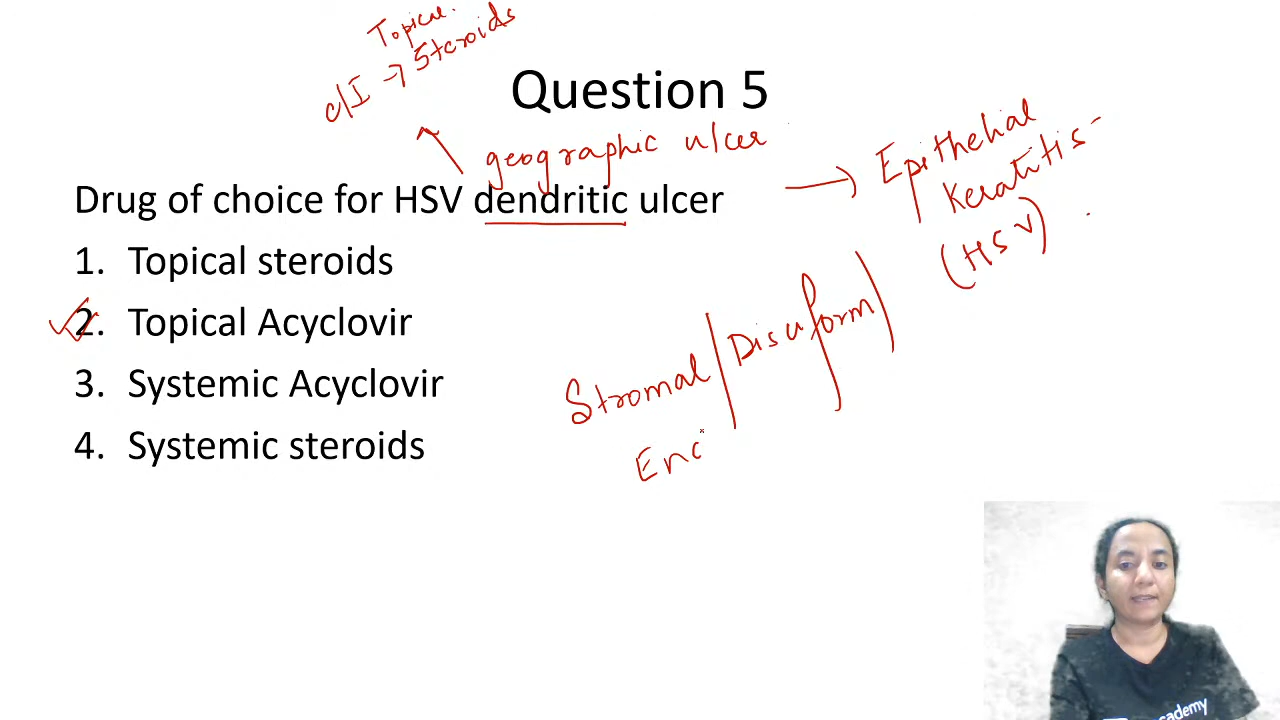 Topical
c/I → Steroids
Question 5
geographic ulcer
→ Epithelial
Keratitis
(HSV)
Drug of choice for HSV dendritic ulcer
1. Topical steroids
2. Topical Acyclovir
3. Systemic Acyclovir
4. Systemic steroids
Stromal/Disciform/
Enc
cademy